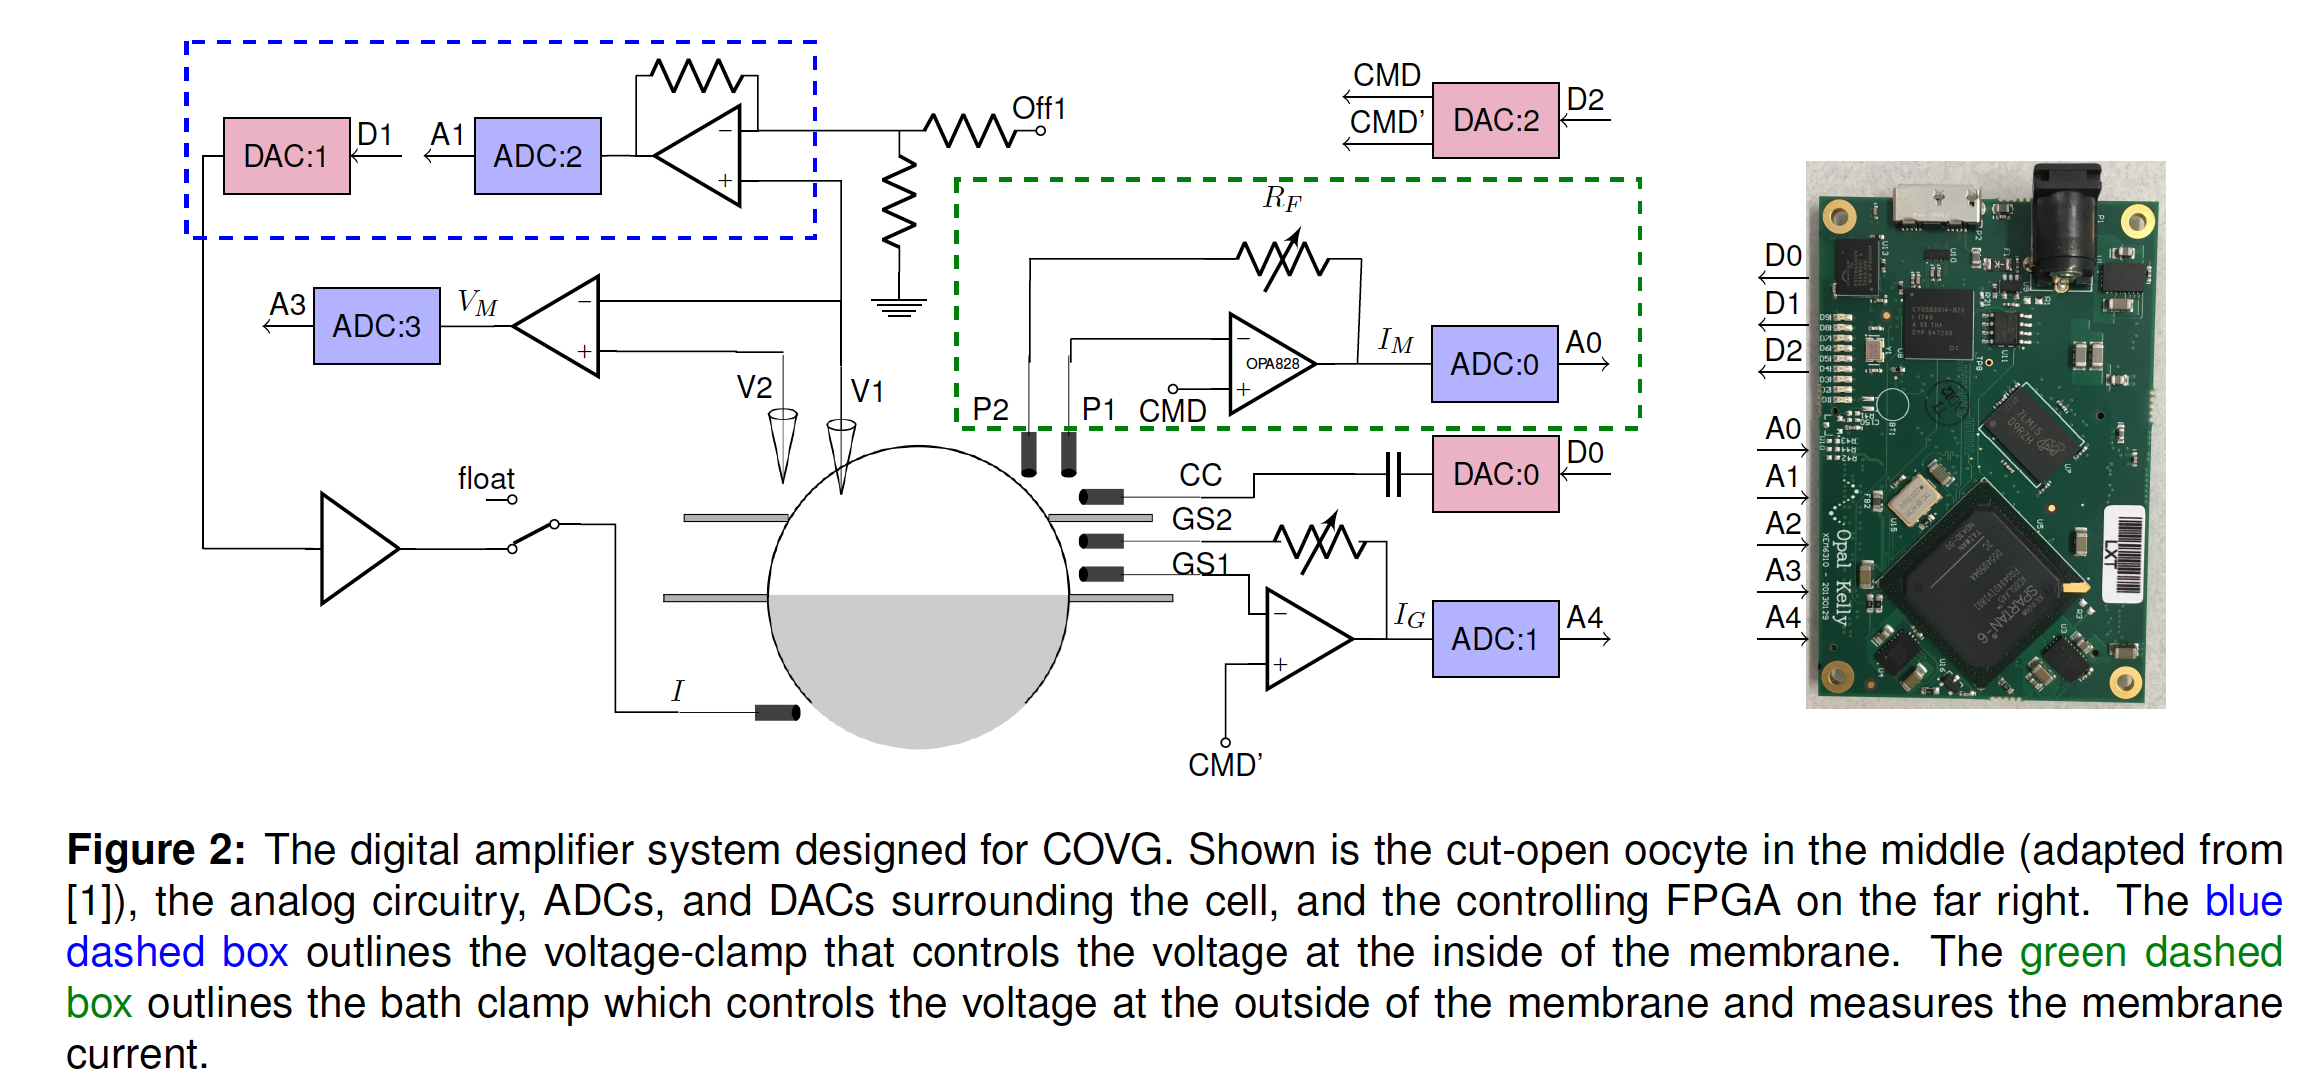 CMD
CMD'
DAC:2
D2
Off1
DAC:1
D1
A1
ADC:2
−
+
R_F
A3
ADC:3
V_M
−
+
V2
V1
P2
P1
CMD
OPA828
−
+
I_M
ADC:0
A0
float
CC
DAC:0
D0
GS2
GS1
−
+
I_G
ADC:1
A4
I
CMD'
D0
D1
D2
A0
A1
A2
A3
A4
Opal Kelly
XEM6310 - 20130129
SPARTAN-6
LXT
Figure 2: The digital amplifier system designed for COVG. Shown is the cut-open oocyte in the middle (adapted from
[1]), the analog circuitry, ADCs, and DACs surrounding the cell, and the controlling FPGA on the far right. The blue
dashed box outlines the voltage-clamp that controls the voltage at the inside of the membrane. The green dashed
box outlines the bath clamp which controls the voltage at the outside of the membrane and measures the membrane
current.